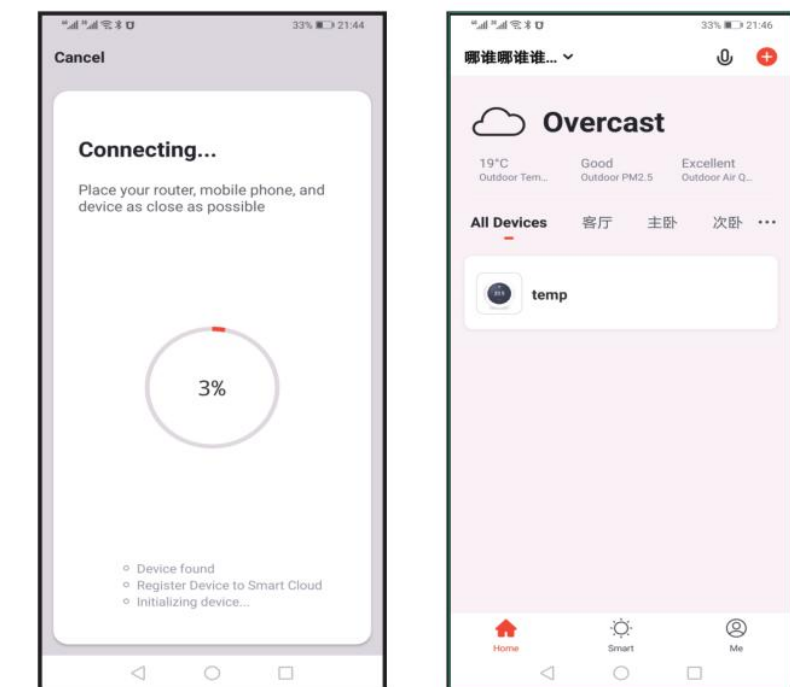 33% 21:44
Cancel
Connecting...
Place your router, mobile phone, and
device as close as possible
3%
Device found
Register Device to Smart Cloud
Initializing device...
33% 21:46
哪谁哪谁谁...
Overcast
19°C Good Excellent
Outdoor Tem... Outdoor PM2.5 Outdoor Air Q...
All Devices 客厅 主卧 次卧 •••
temp
Home Smart Me